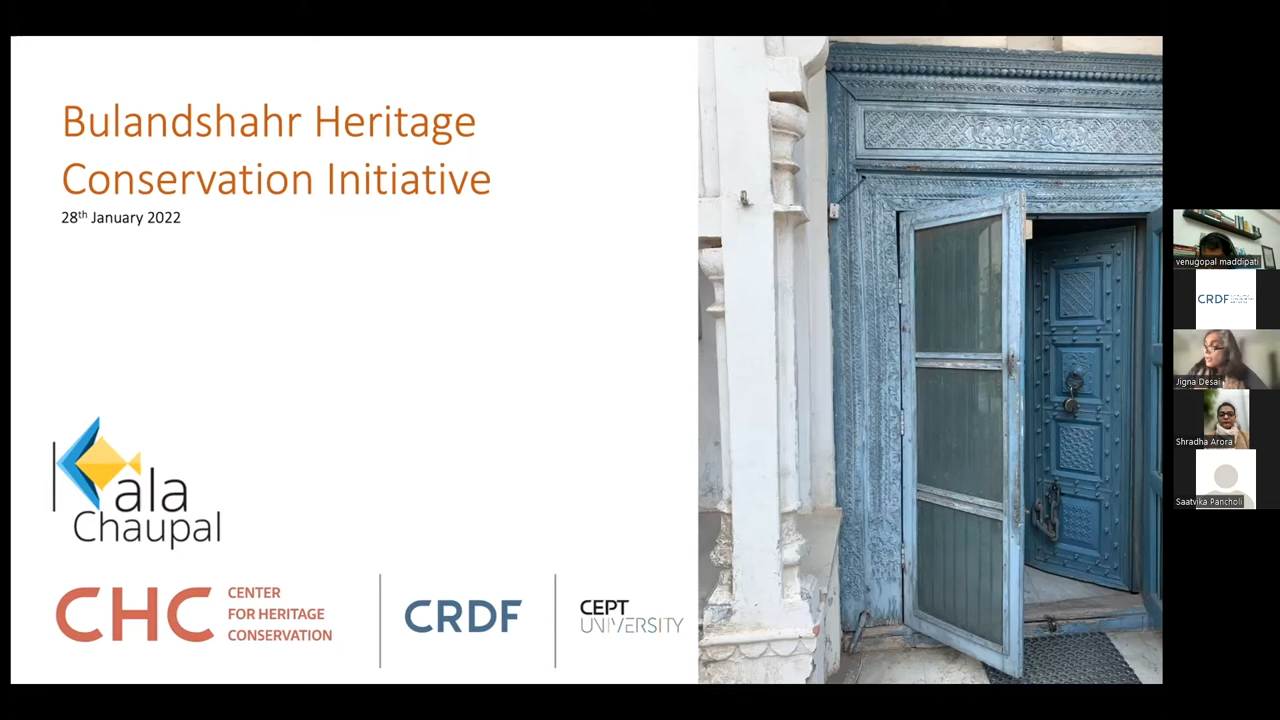 Bulandshahr Heritage
Conservation Initiative
28th January 2022
Kala
Chaupal
CHC
CENTER
FOR HERITAGE
CONSERVATION
CRDF
CEPT
UNIVERSITY
venugopal maddipati
CRDF
Jigna Desai
Shradha Arora
Saatvika Pancholi